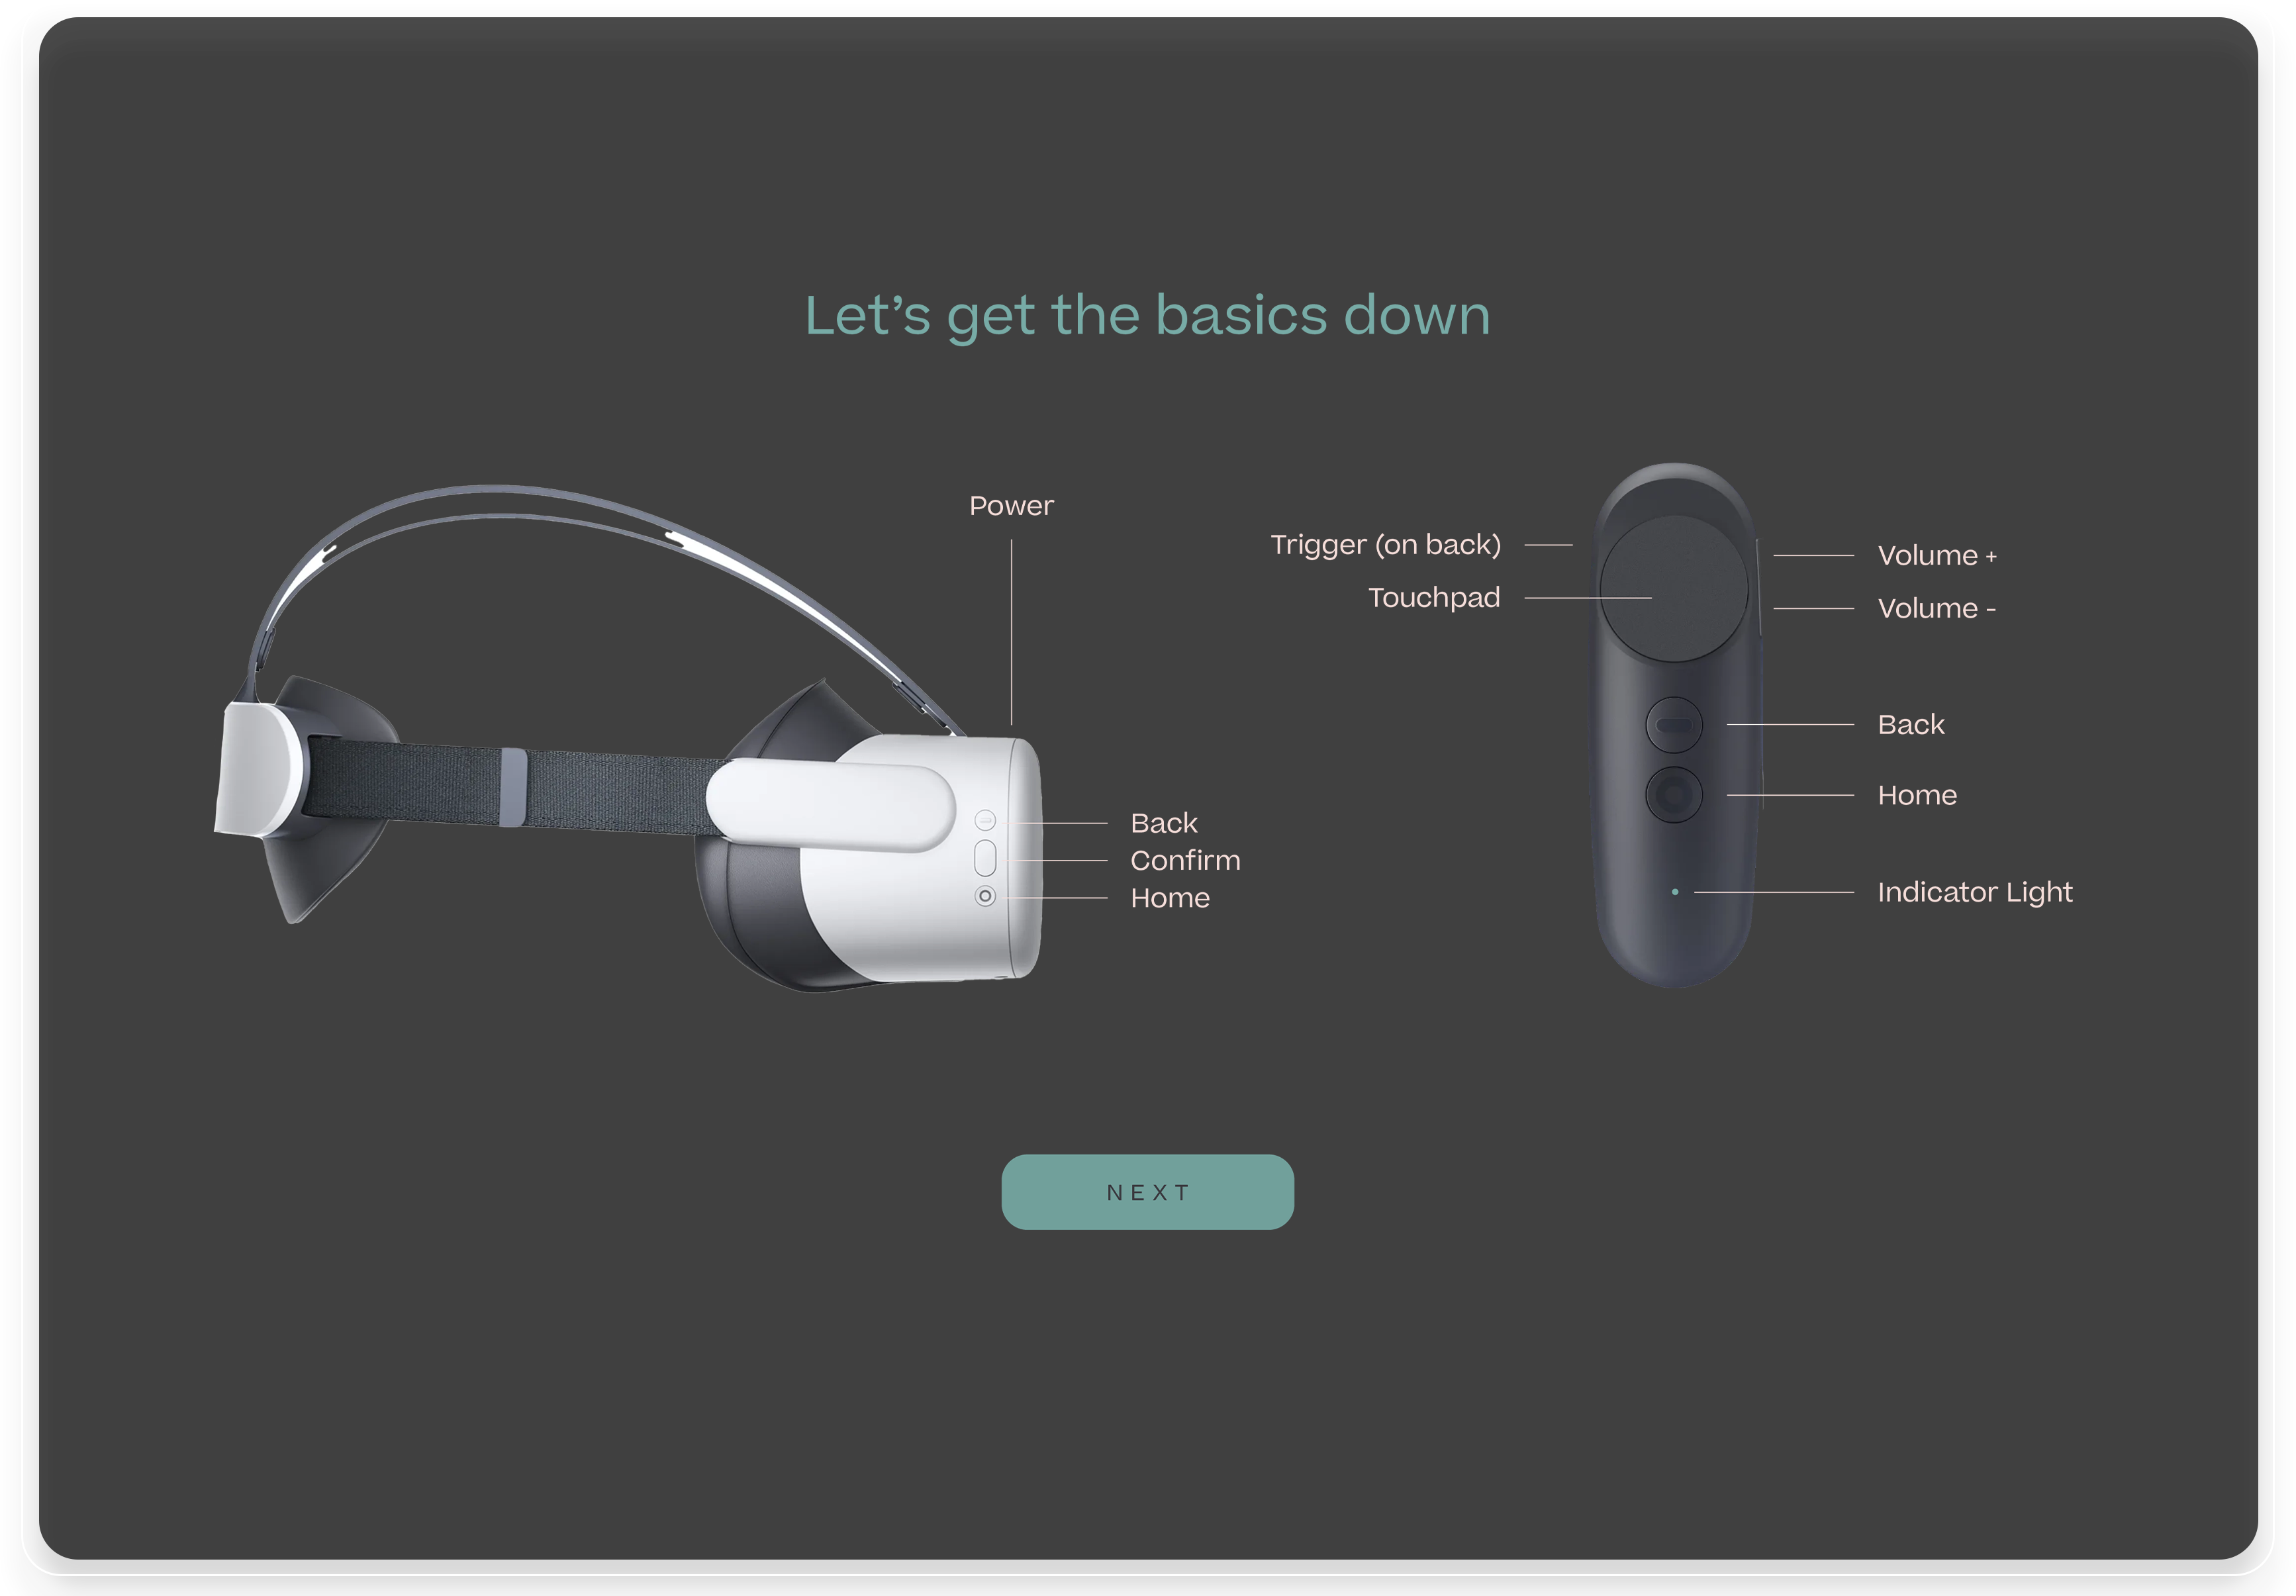 Let’s get the basics down
Power
Back
Confirm
Home
Trigger (on back)
Touchpad
Volume +
Volume -
Back
Home
Indicator Light
NEXT